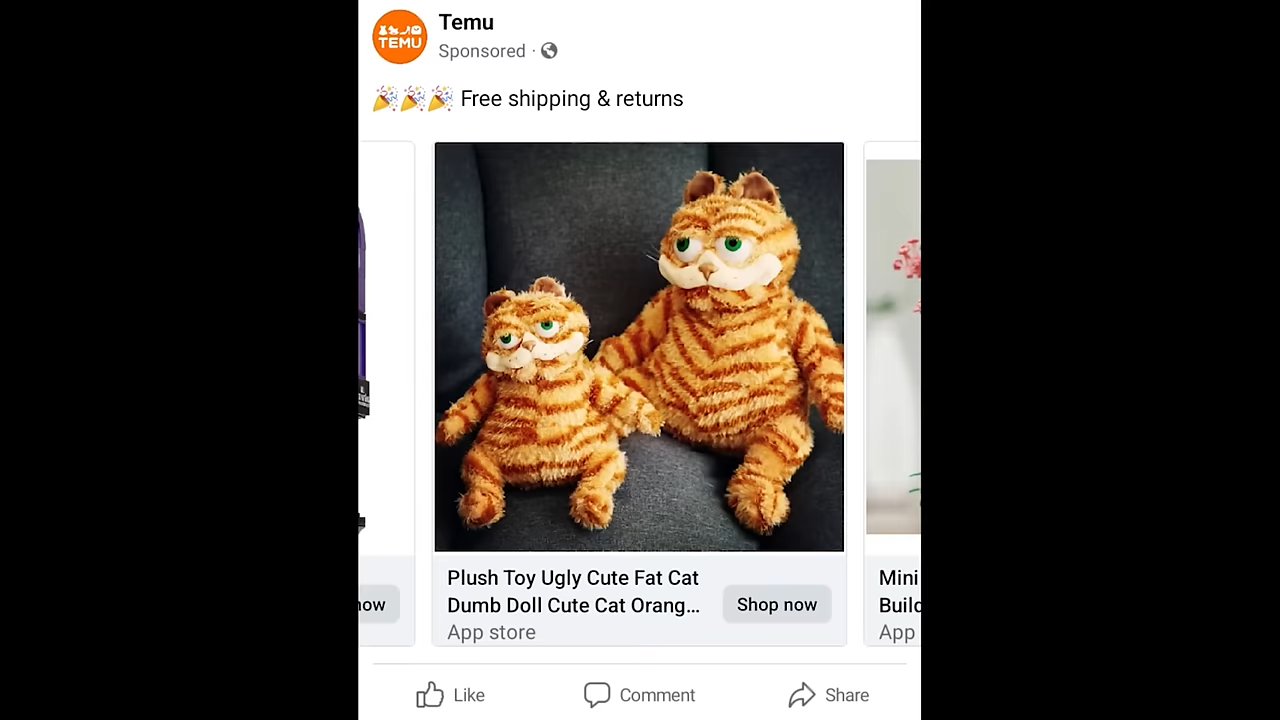 TEMU
Temu
Sponsored ·
🎉🎉🎉 Free shipping & returns
now
Plush Toy Ugly Cute Fat Cat
Dumb Doll Cute Cat Orang...
Shop now
App store
Mini
Build
App
Like
Comment
Share